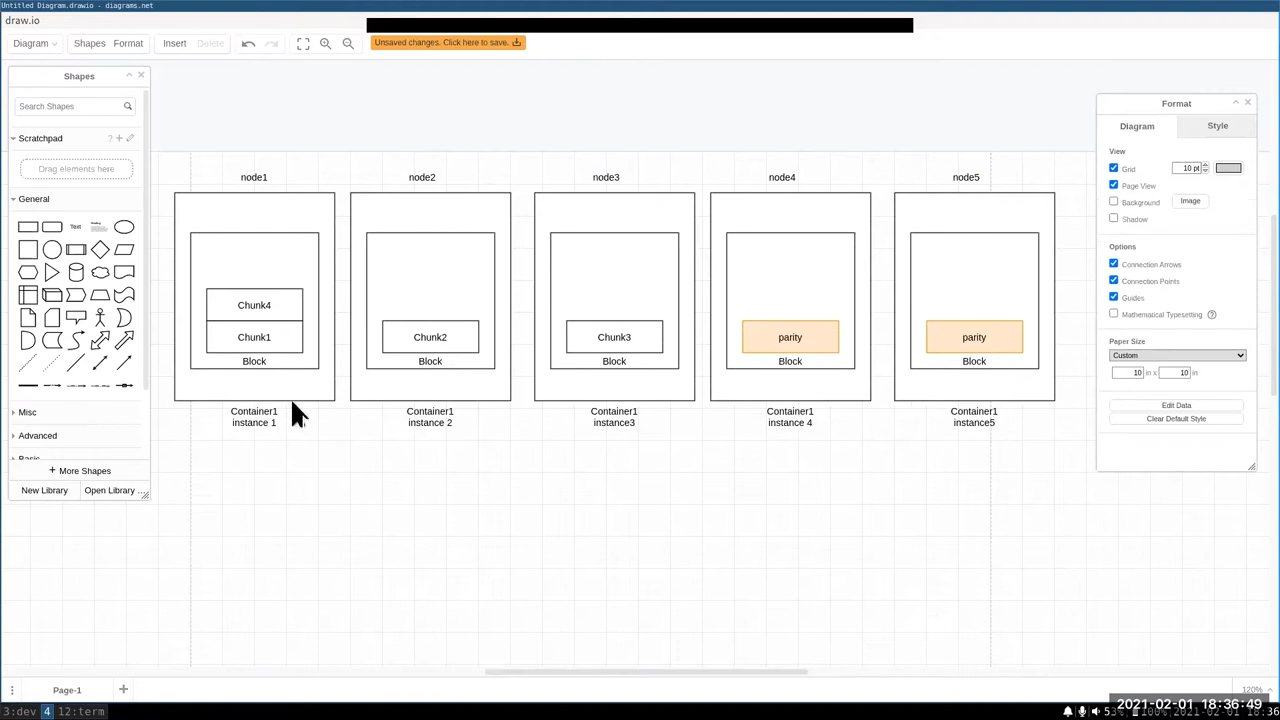 Untitled Diagram.drawio - diagrams.net
draw.io
Diagram
Shapes
Format
Insert
Delete
Unsaved changes. Click here to save.
Shapes
Search Shapes
Scratchpad
?
Drag elements here
General
Text
Misc
Advanced
+ More Shapes
New Library
Open Library ...
node1
node2
node3
node4
node5
Chunk4
Chunk1
Chunk2
Chunk3
parity
parity
Block
Block
Block
Block
Block
Container1
instance 1
Container1
instance 2
Container1
instance3
Container1
instance 4
Container1
instance5
Format
Diagram
Style
View
Grid
10 pt
Page View
Background
Image
Shadow
Options
Connection Arrows
Connection Points
Guides
Mathematical Typesetting
Paper Size
Custom
10 in x 10 in
Edit Data
Clear Default Style
Page-1
120%
2021-02-01 18:36:49
3:dev 4 12:term